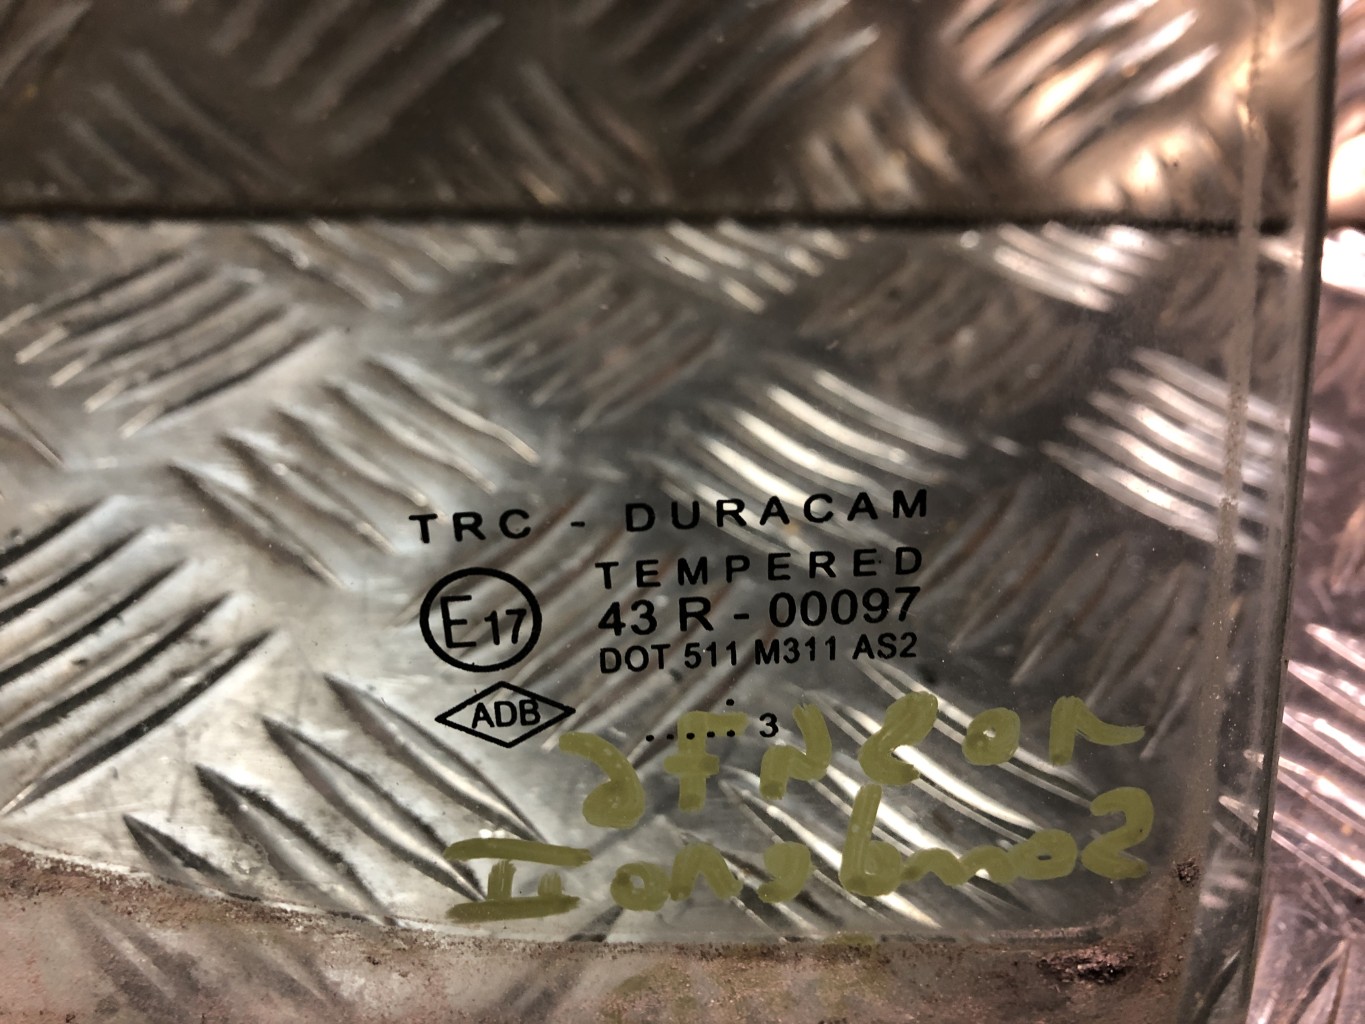 TRC - DURACAM
TEMPERED
E17
43 R - 00097
DOT 511 M311 AS2
ADB
..... : 3